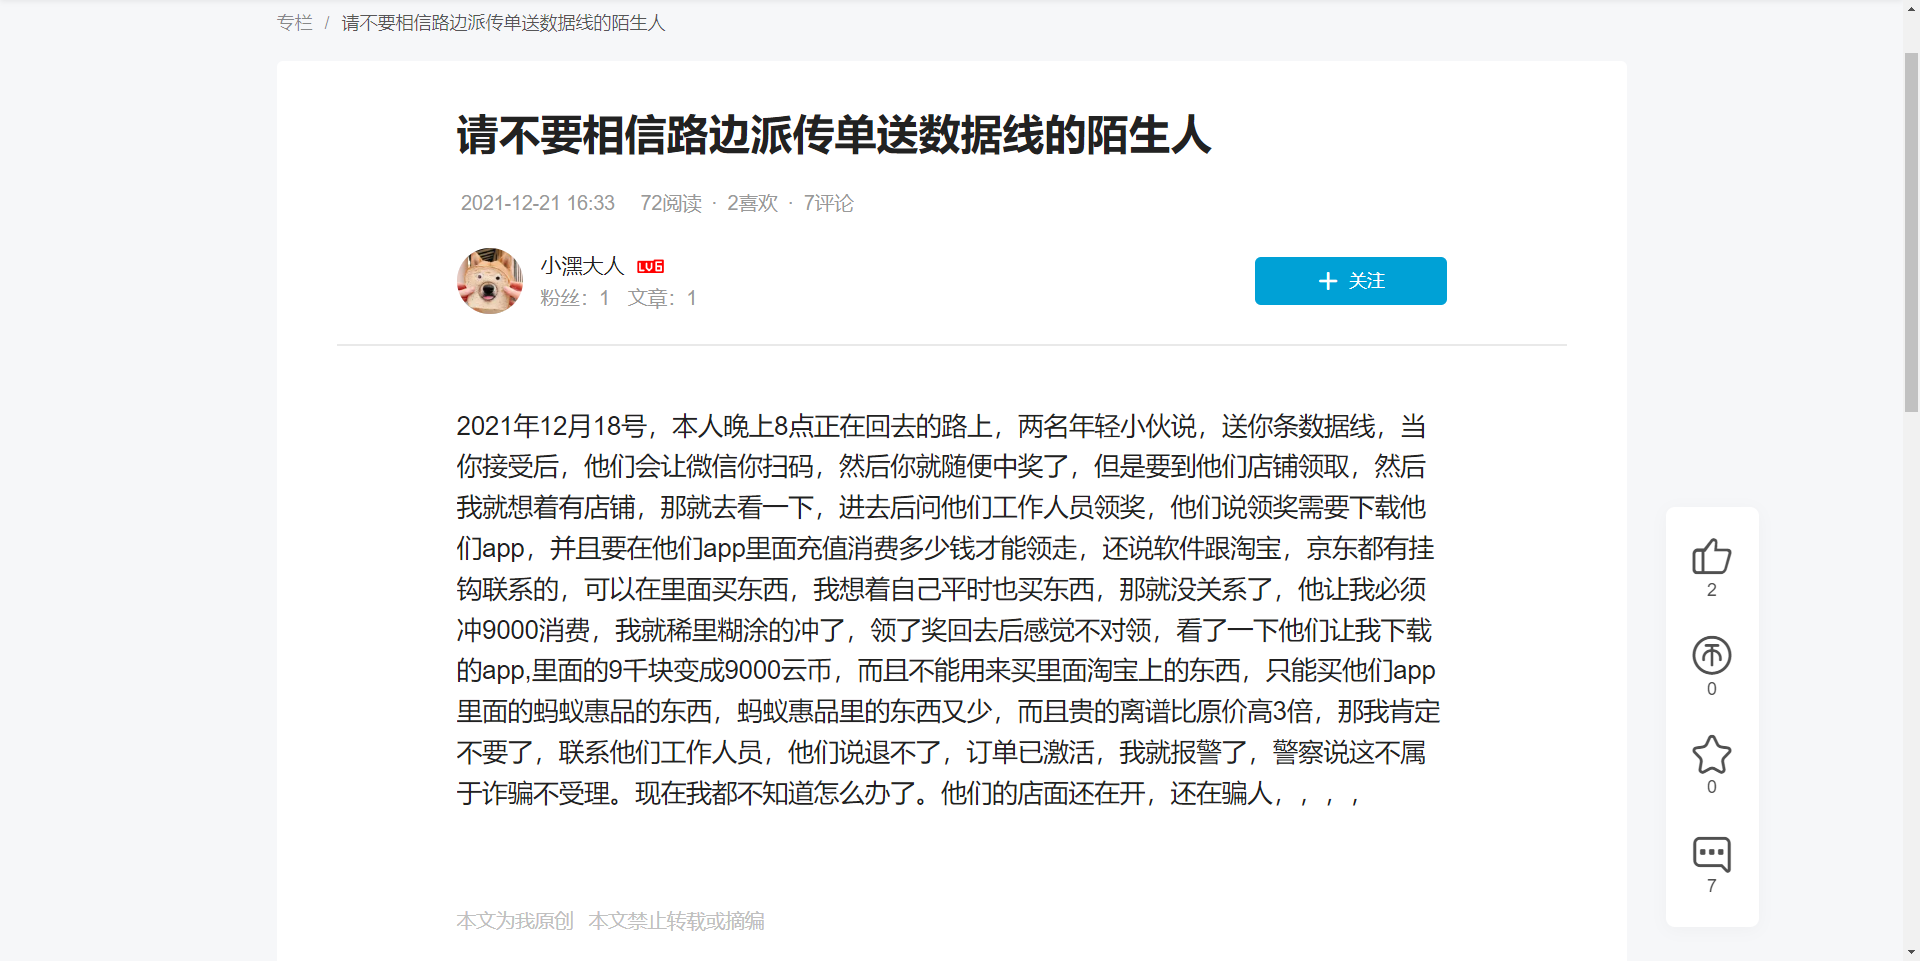 专栏 / 请不要相信路边派传单送数据线的陌生人
请不要相信路边派传单送数据线的陌生人
2021-12-21 16:33 72阅读 · 2喜欢 · 7评论
小濹大人 LV6
粉丝：1 文章：1
+ 关注
2021年12月18号，本人晚上8点正在回去的路上，两名年轻小伙说，送你条数据线，当
你接受后，他们会让微信你扫码，然后你就随便中奖了，但是要到他们店铺领取，然后
我就想着有店铺，那就去看一下，进去后问他们工作人员领奖，他们说领奖需要下载他
们app，并且要在他们app里面充值消费多少钱才能领走，还说软件跟淘宝，京东都有挂
钩联系的，可以在里面买东西，我想着自己平时也买东西，那就没关系了，他让我必须
冲9000消费，我就稀里糊涂的冲了，领了奖回去后感觉不对领，看了一下他们让我下载
的app,里面的9千块变成9000云币，而且不能用来买里面淘宝上的东西，只能买他们app
里面的蚂蚁惠品的东西，蚂蚁惠品里的东西又少，而且贵的离谱比原价高3倍，那我肯定
不要了，联系他们工作人员，他们说退不了，订单已激活，我就报警了，警察说这不属
于诈骗不受理。现在我都不知道怎么办了。他们的店面还在开，还在骗人，，，，
2
0
0
7
本文为我原创 本文禁止转载或摘编